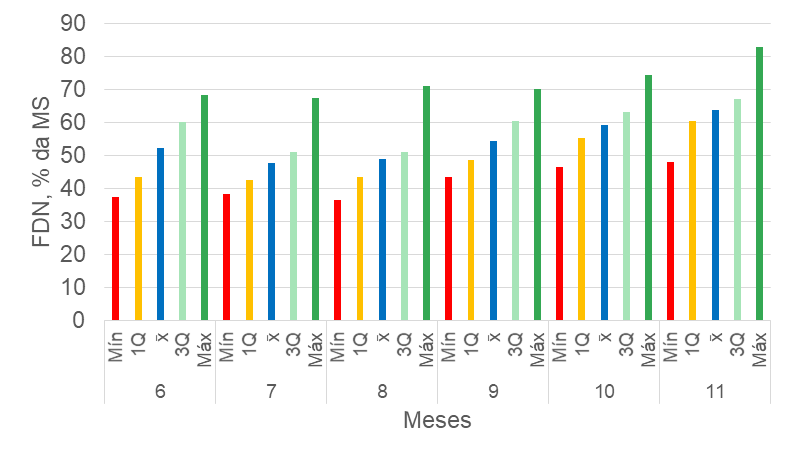 90
80
70
60
50
40
30
20
10
0
FDN, % da MS
Mín 1Q x̄ 3Q Máx Mín 1Q x̄ 3Q Máx Mín 1Q x̄ 3Q Máx Mín 1Q x̄ 3Q Máx Mín 1Q x̄ 3Q Máx Mín 1Q x̄ 3Q Máx
6 7 8 9 10 11
Meses